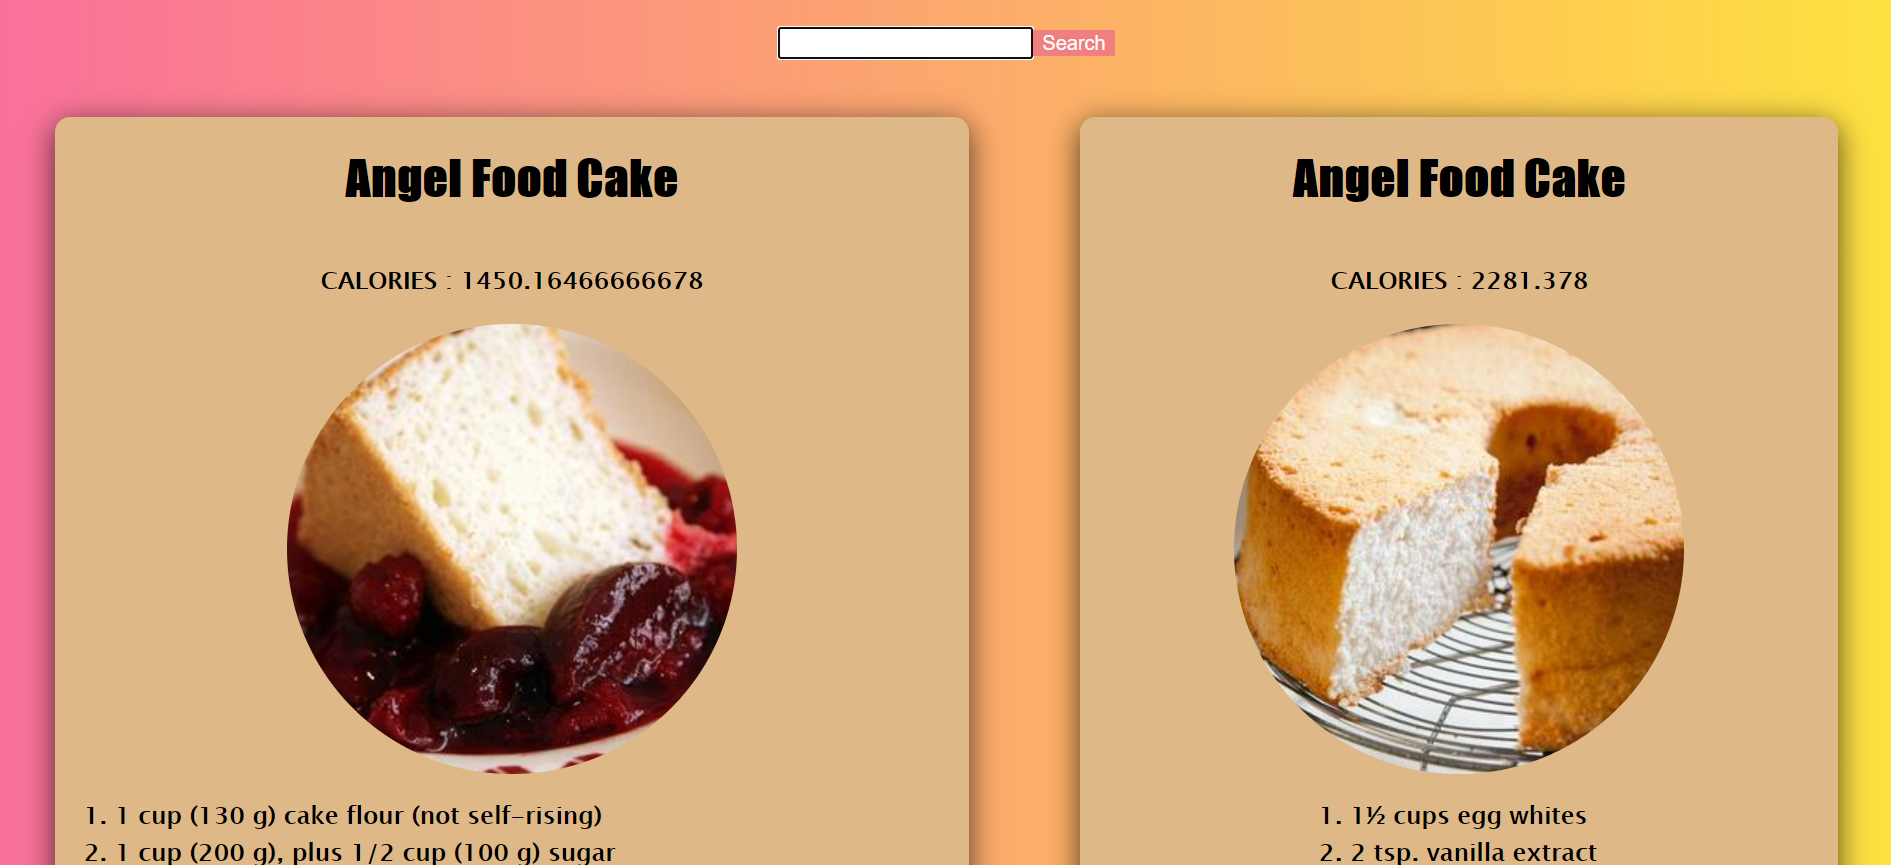 Search
Angel Food Cake
CALORIES : 1450.16466666678
1. 1 cup (130 g) cake flour (not self-rising)
2. 1 cup (200 g), plus 1/2 cup (100 g) sugar
Angel Food Cake
CALORIES : 2281.378
1. 1½ cups egg whites
2. 2 tsp. vanilla extract